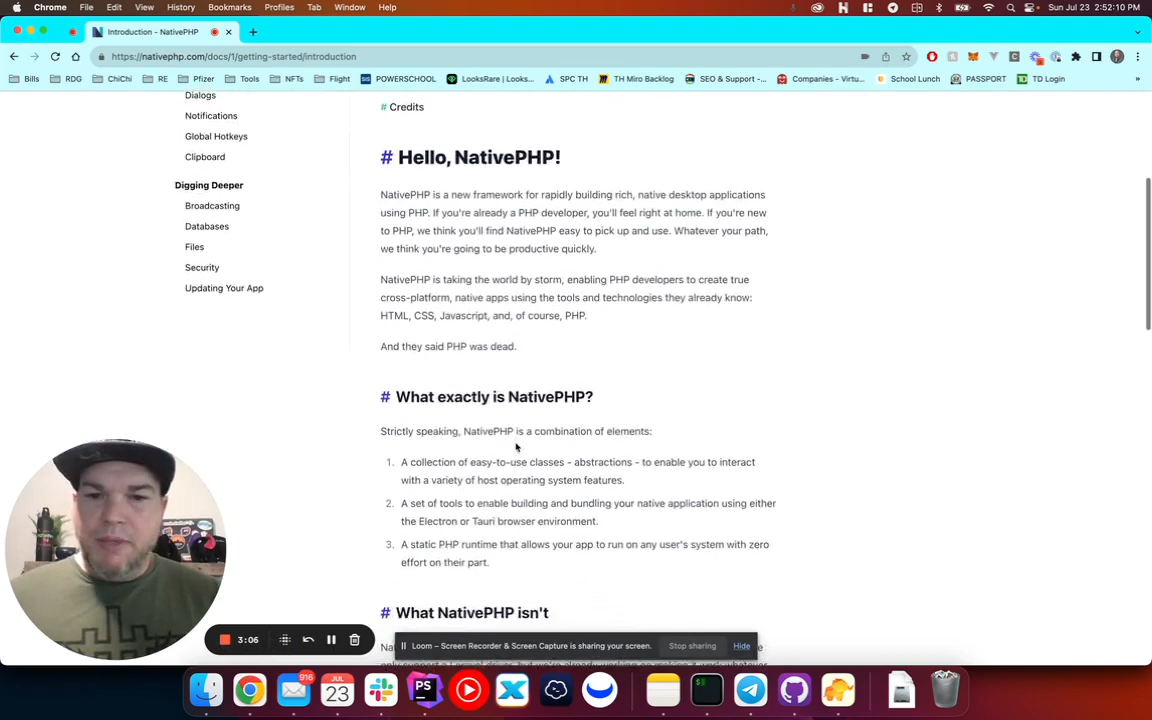 Chrome File Edit View History Bookmarks Profiles Tab Window Help Sun Jul 23 2:52:10 PM
Introduction - NativePHP
https://nativephp.com/docs/1/getting-started/introduction
Bills RDG ChiChi RE Pfizer Tools NFTs Flight POWERSCHOOL LooksRare | Looks... SPC TH TH Miro Backlog SEO & Support -... Companies - Virtu... School Lunch PASSPORT TD Login »
Dialogs
Notifications
Global Hotkeys
Clipboard
Digging Deeper
Broadcasting
Databases
Files
Security
Updating Your App
# Credits
# Hello, NativePHP!
NativePHP is a new framework for rapidly building rich, native desktop applications
using PHP. If you're already a PHP developer, you'll feel right at home. If you're new
to PHP, we think you'll find NativePHP easy to pick up and use. Whatever your path,
we think you're going to be productive quickly.
NativePHP is taking the world by storm, enabling PHP developers to create true
cross-platform, native apps using the tools and technologies they already know:
HTML, CSS, Javascript, and, of course, PHP.
And they said PHP was dead.
# What exactly is NativePHP?
Strictly speaking, NativePHP is a combination of elements:
1. A collection of easy-to-use classes - abstractions - to enable you to interact
with a variety of host operating system features.
2. A set of tools to enable building and bundling your native application using either
the Electron or Tauri browser environment.
3. A static PHP runtime that allows your app to run on any user's system with zero
effort on their part.
# What NativePHP isn't
3:06
Loom – Screen Recorder & Screen Capture is sharing your screen. Stop sharing Hide
916
JUL
23
PS